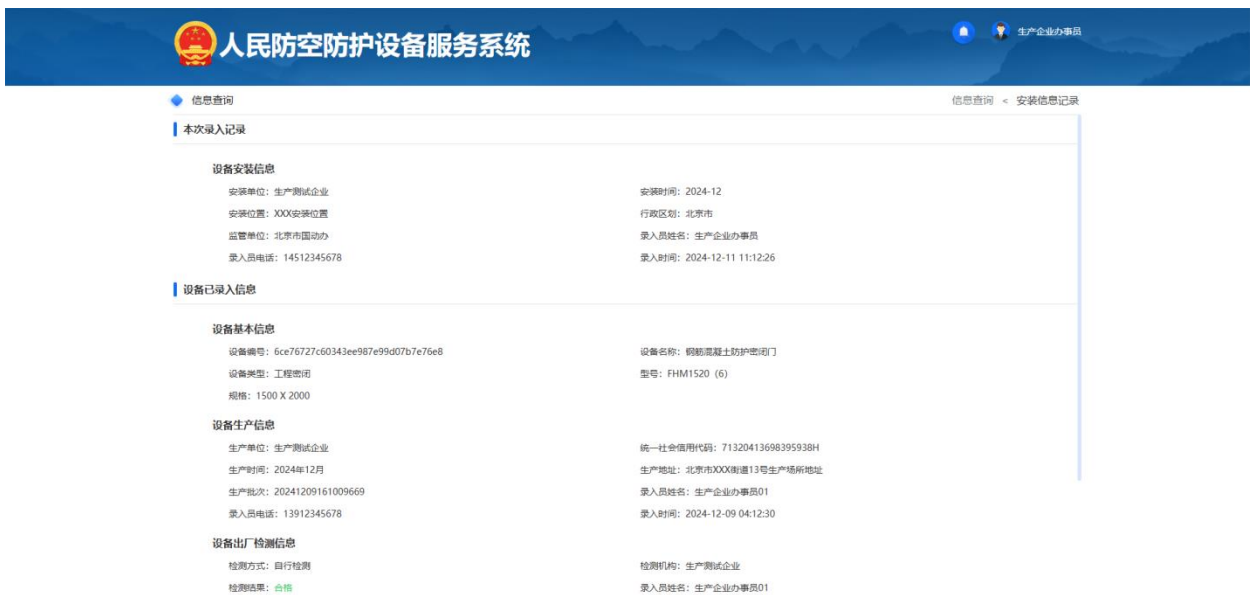 人民防空防护设备服务系统
生产企业办事员
信息查询
信息查询 < 安装信息记录
本次录入记录
设备安装信息
安装单位：生产测试企业 安装时间：2024-12
安装位置：XXX安装位置 行政区划：北京市
监管单位：北京市国动办 录入员姓名：生产企业办事员
录入员电话：14512345678 录入时间：2024-12-11 11:12:26
设备已录入信息
设备基本信息
设备编号：6ce76727c60343ee987e99d07b7e76e8 设备名称：钢筋混凝土防护密闭门
设备类型：工程密闭 型号：FHM1520（6）
规格：1500 X 2000
设备生产信息
生产单位：生产测试企业 统一社会信用代码：71320413698395938H
生产时间：2024年12月 生产地址：北京市XXX街道13号生产场所地址
生产批次：20241209161009669 录入员姓名：生产企业办事员01
录入员电话：13912345678 录入时间：2024-12-09 04:12:30
设备出厂检测信息
检测方式：自行检测 检测机构：生产测试企业
检测结果：合格 录入员姓名：生产企业办事员01